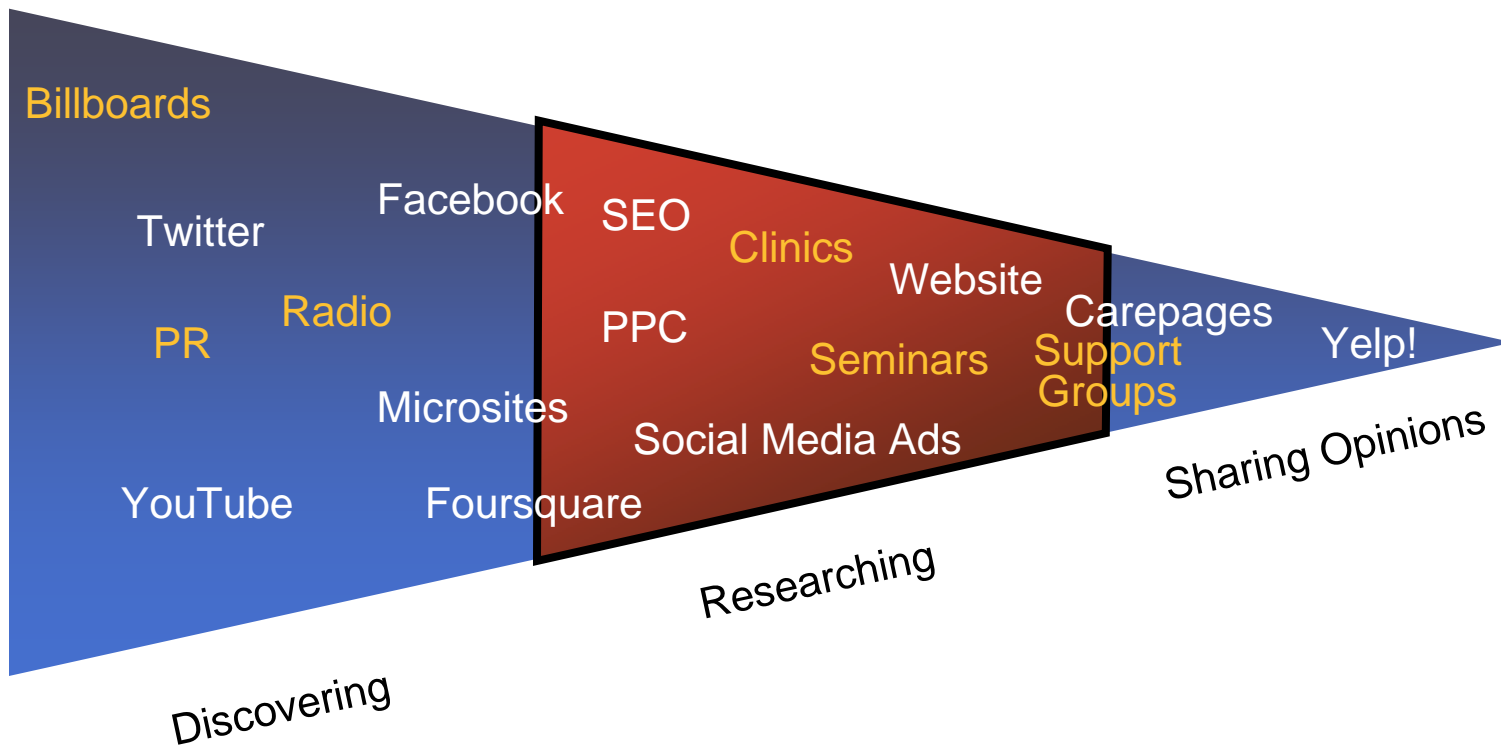 Billboards
Facebook
Twitter
Radio
PR
Microsites
YouTube
Foursquare
SEO
Clinics
Website
PPC
Seminars
Social Media Ads
Carepages
Support
Groups
Yelp!
Discovering
Researching
Sharing Opinions